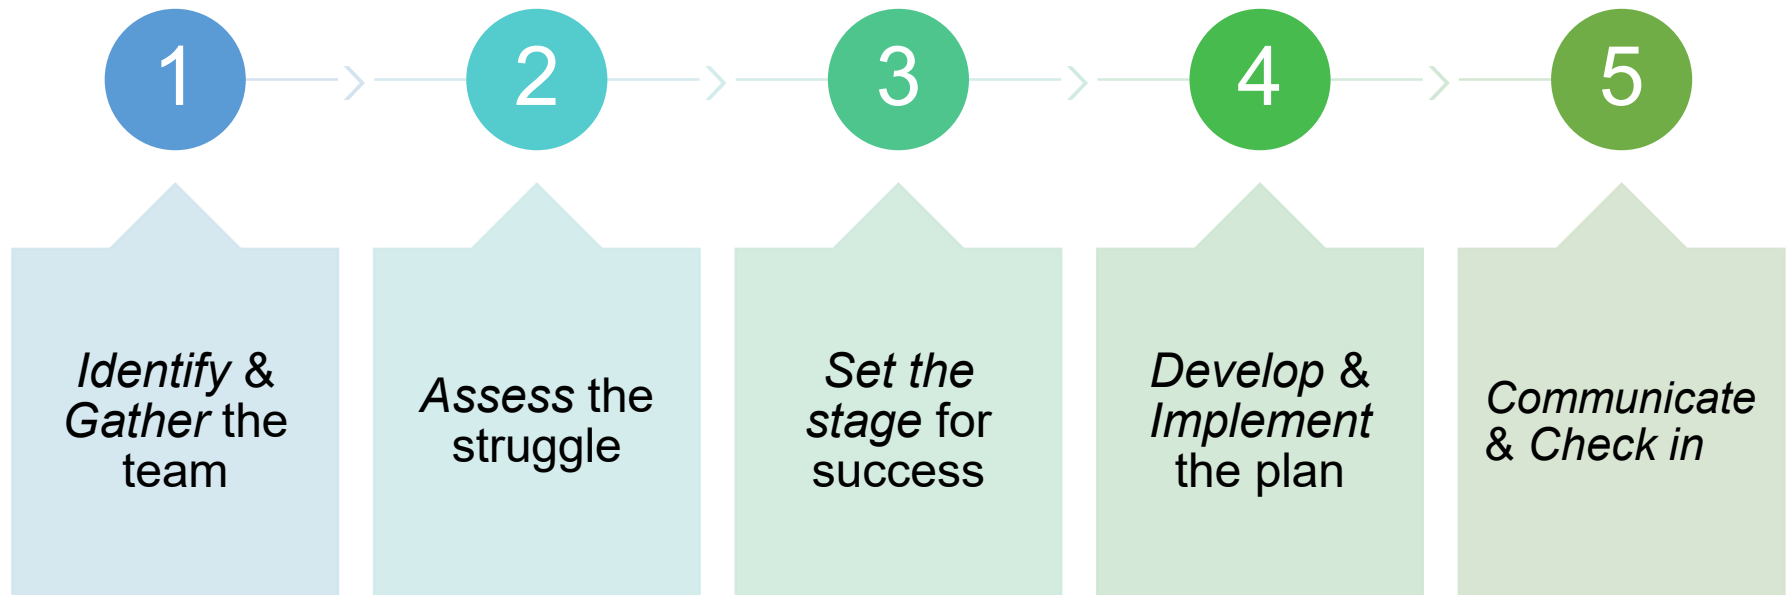 1
2
3
4
5
Identify &
Gather the
team
Assess the
struggle
Set the
stage for
success
Develop &
Implement
the plan
Communicate
& Check in